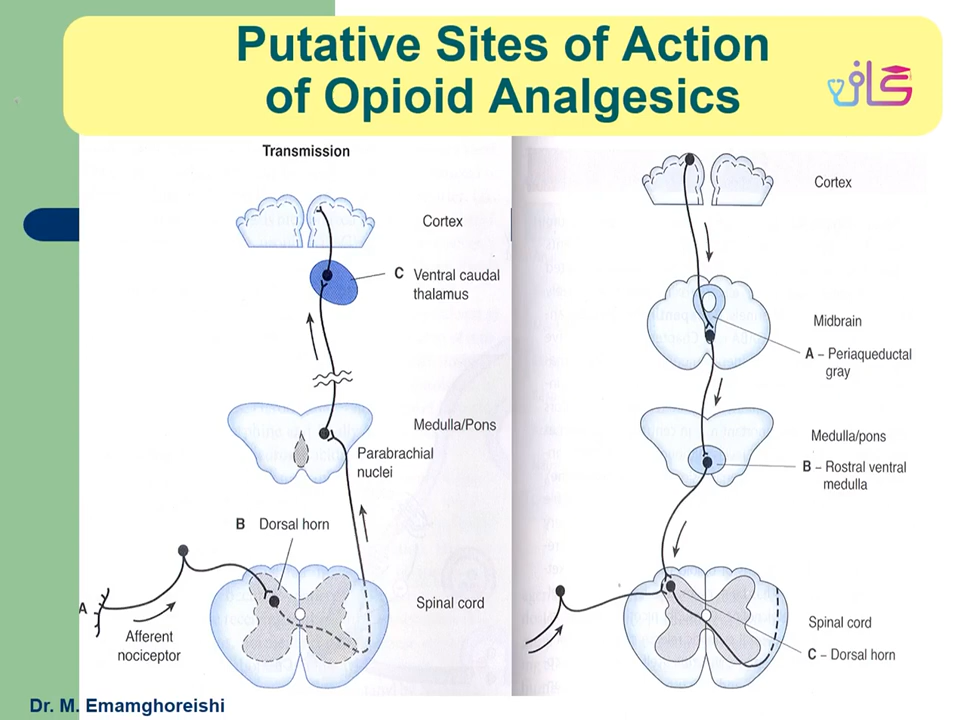 Putative Sites of Action
of Opioid Analgesics
Transmission
Cortex
C Ventral caudal
thalamus
Medulla/Pons
Parabrachial
nuclei
B Dorsal horn
A
Afferent
nociceptor
Spinal cord
Cortex
Midbrain
A – Periaqueductal
gray
Medulla/pons
B – Rostral ventral
medulla
Spinal cord
C – Dorsal horn
Dr. M. Emamghoreishi